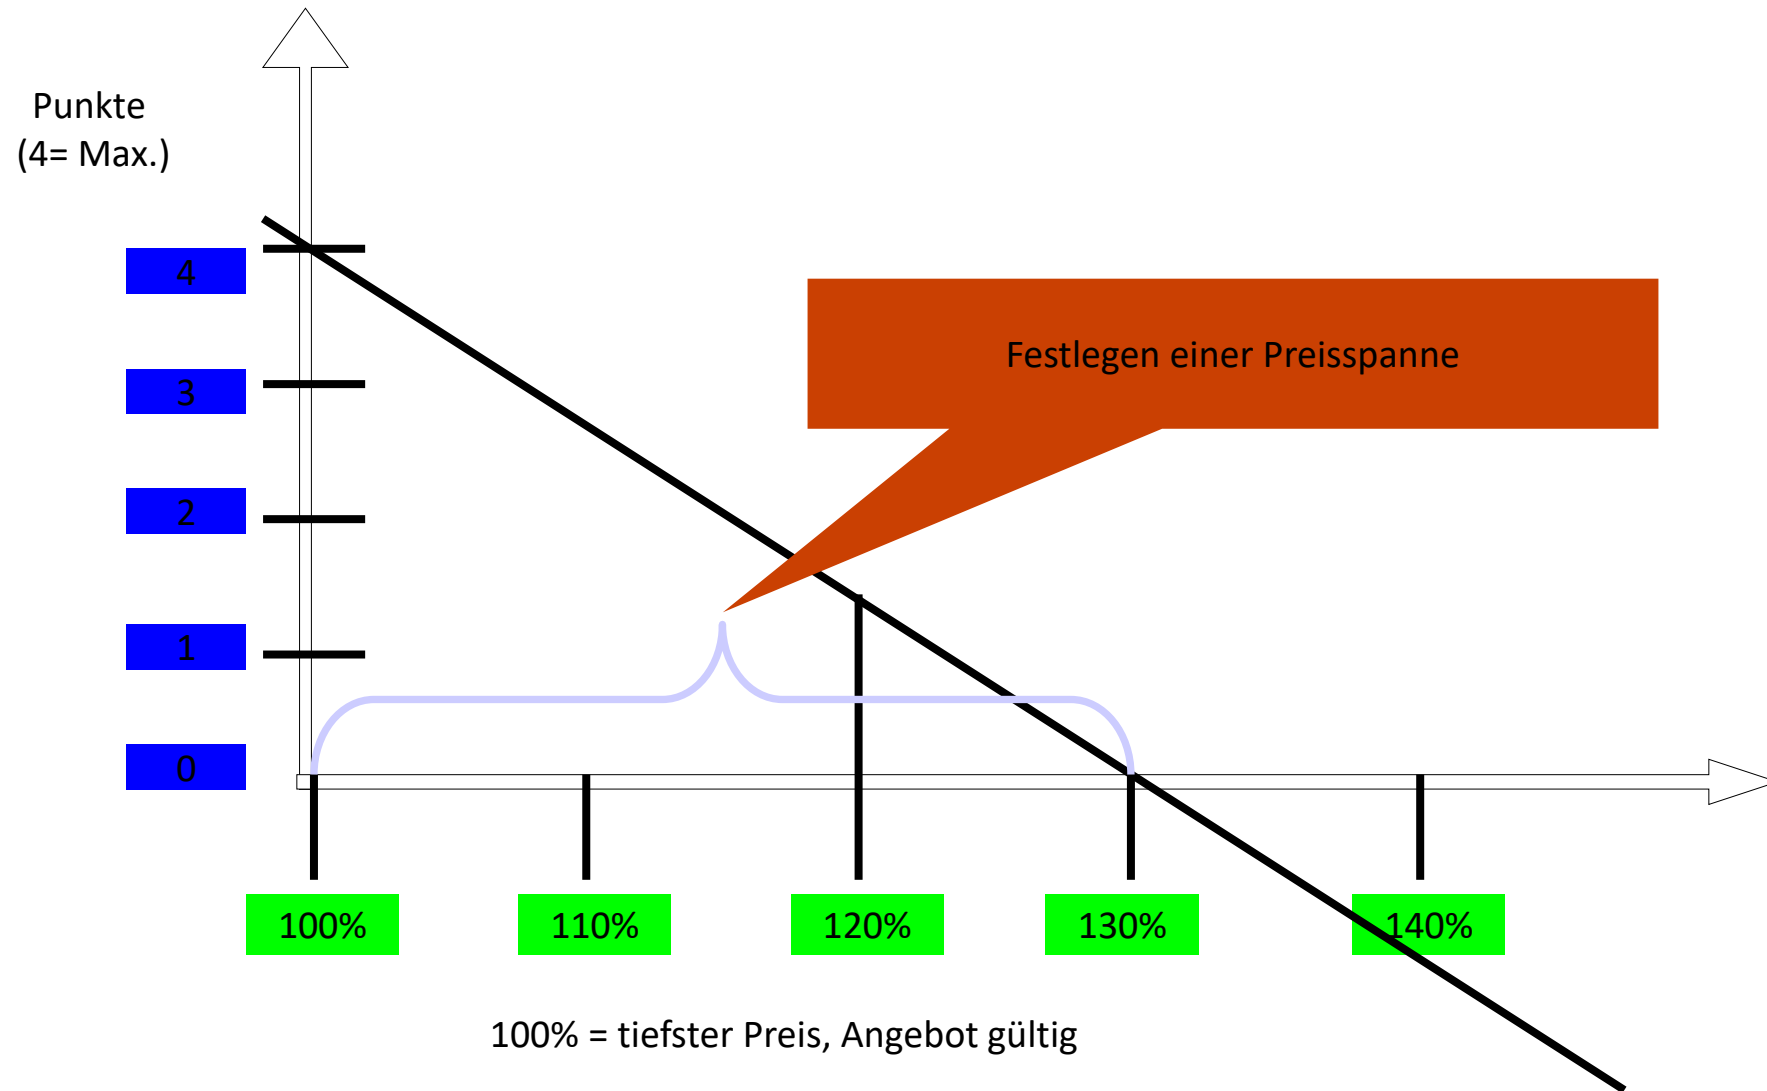 Punkte
(4= Max.)
4
Festlegen einer Preisspanne
3
2
1
0
100%
110%
120%
130%
140%
100% = tiefster Preis, Angebot gültig